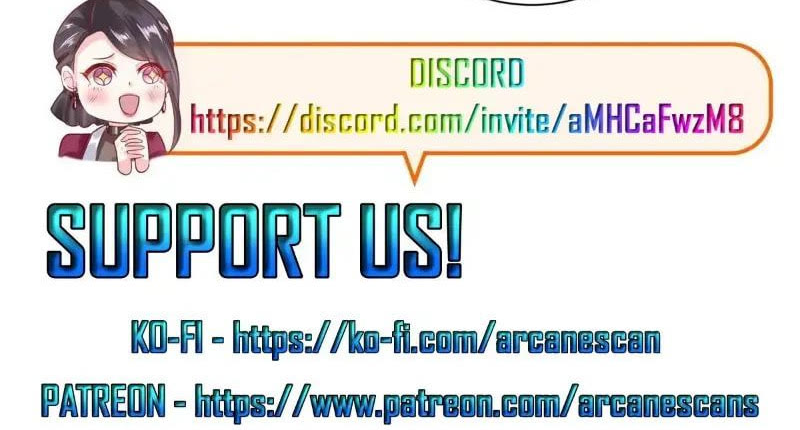 DISCORD
https://discord.com/invite/aMHCaFwzM8
SUPPORT US!
KO-FI - https://ko-fi.com/arcanescan
PATREON - https://www.patreon.com/arcanescans